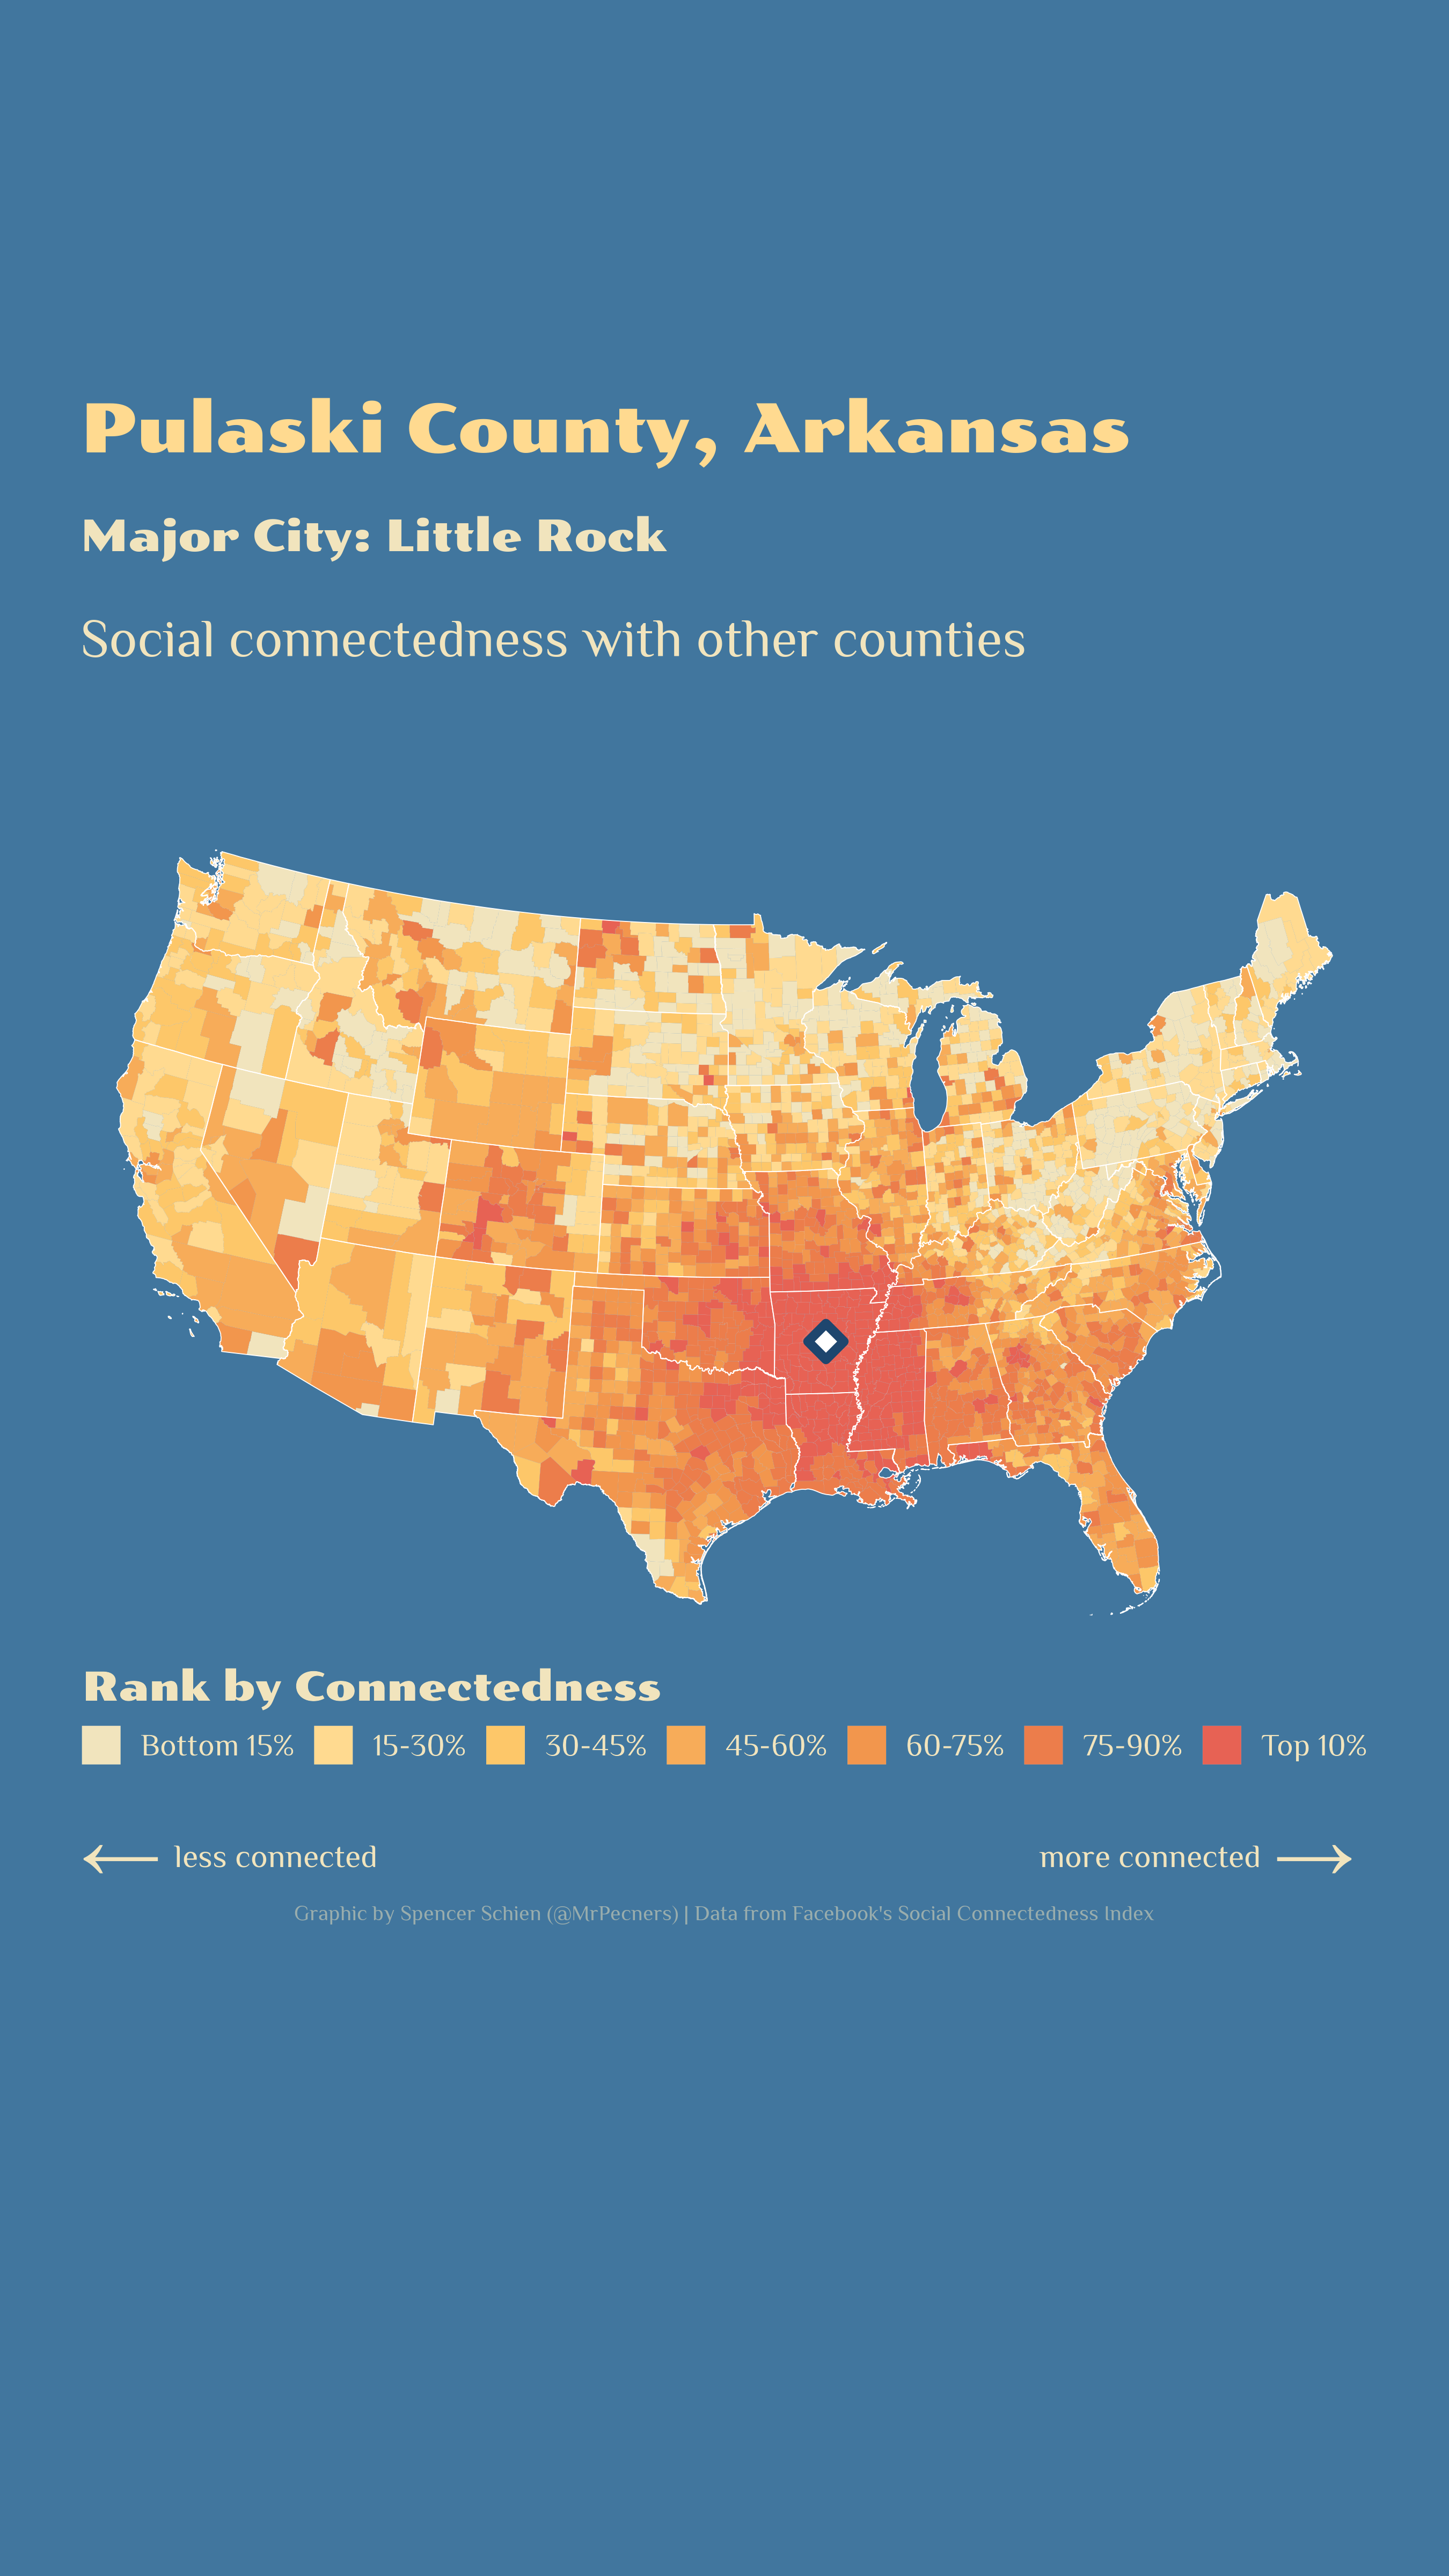 Pulaski County, Arkansas
Major City: Little Rock
Social connectedness with other counties
Rank by Connectedness
Bottom 15% 15-30% 30-45% 45-60% 60-75% 75-90% Top 10%
less connected more connected
Graphic by Spencer Schien (@MrPecners) | Data from Facebook's Social Connectedness Index